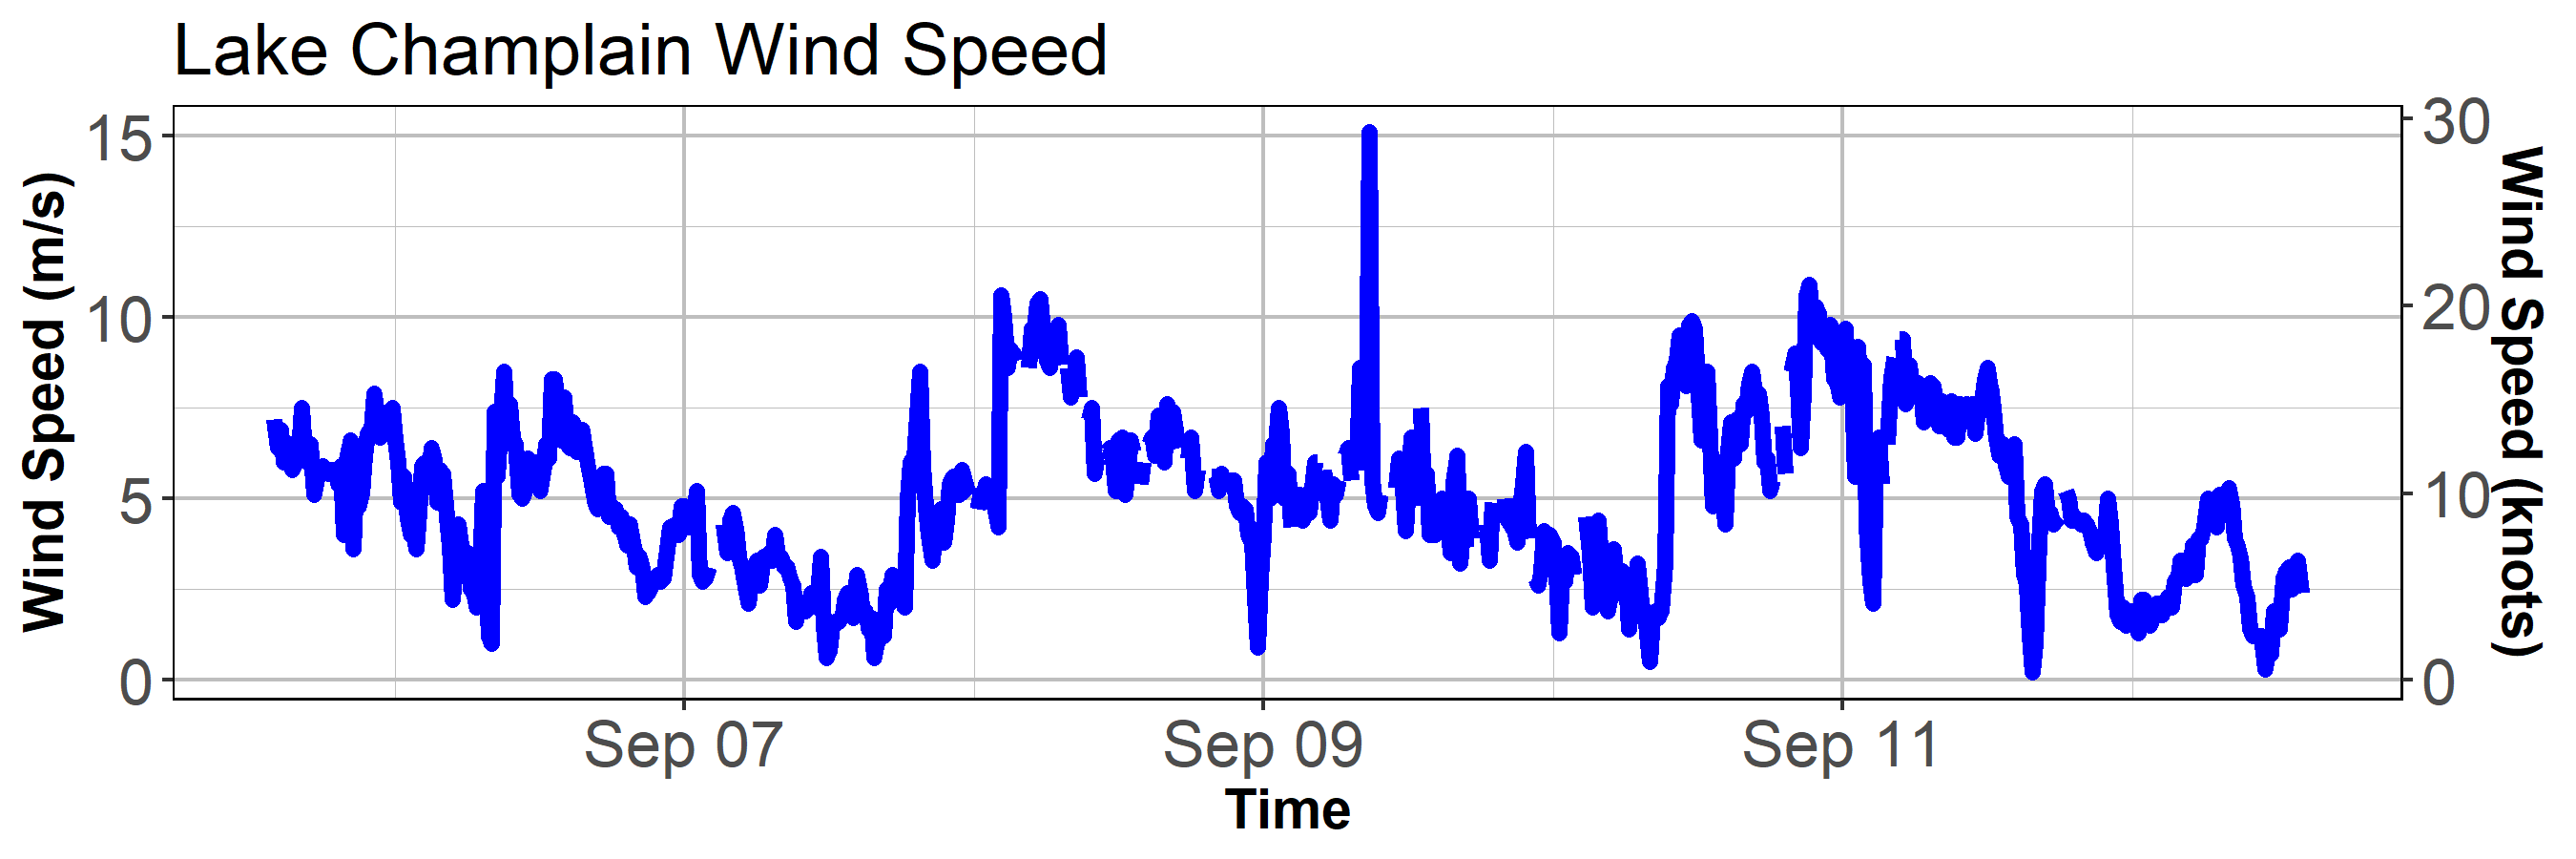 Lake Champlain Wind Speed
Wind Speed (m/s)
15
10
5
0
30
20
10
0
Wind Speed (knots)
Sep 07
Sep 09
Sep 11
Time